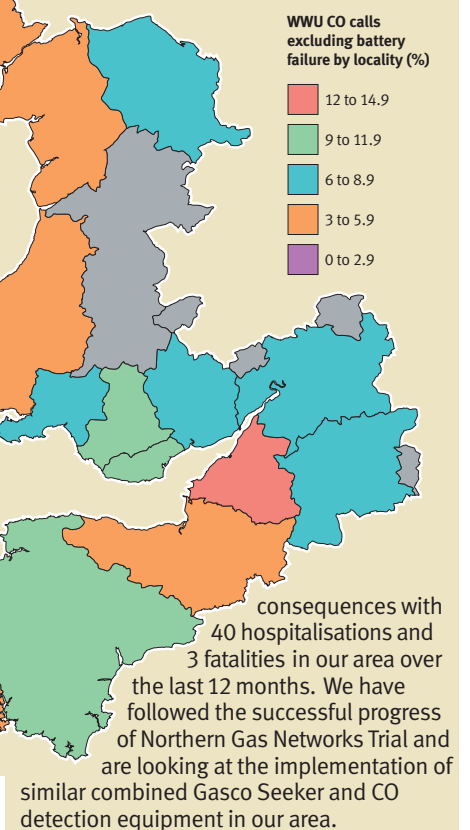 WWU CO calls
excluding battery
failure by locality (%)
12 to 14.9
9 to 11.9
6 to 8.9
3 to 5.9
0 to 2.9
consequences with
40 hospitalisations and
3 fatalities in our area over
the last 12 months. We have
followed the successful progress
of Northern Gas Networks Trial and
are looking at the implementation of
similar combined Gasco Seeker and CO
detection equipment in our area.